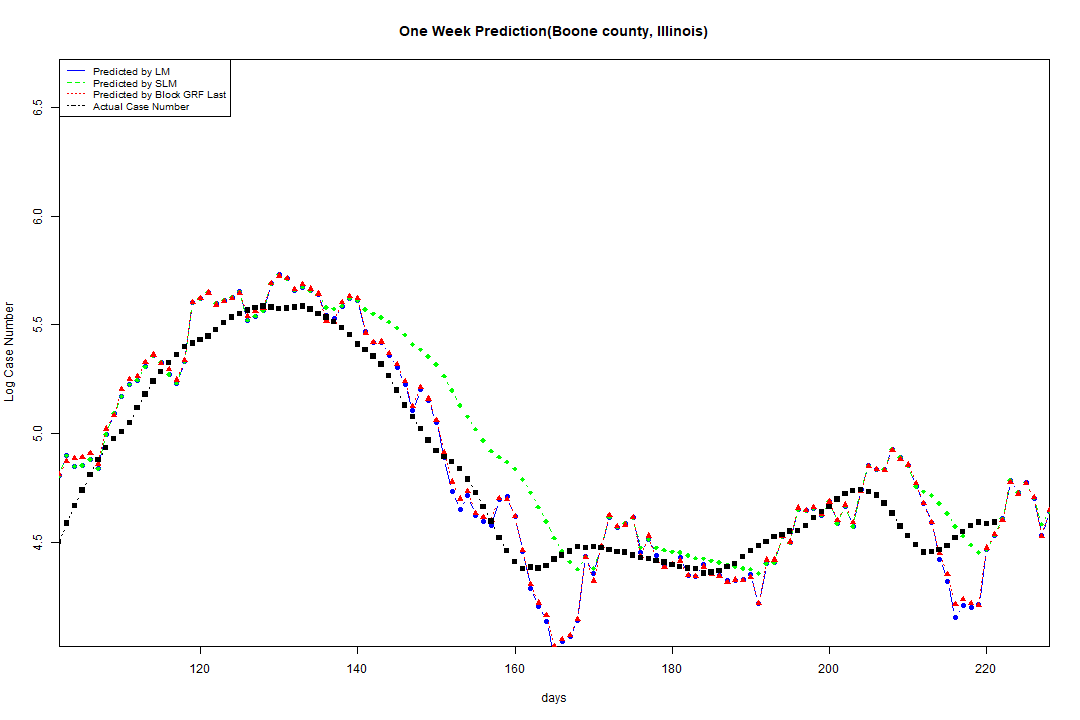 One Week Prediction(Boone county, Illinois)
Predicted by LM
Predicted by SLM
Predicted by Block GRF Last
Actual Case Number
6.5
6.0
5.5
5.0
4.5
Log Case Number
120 140 160 180 200 220
days